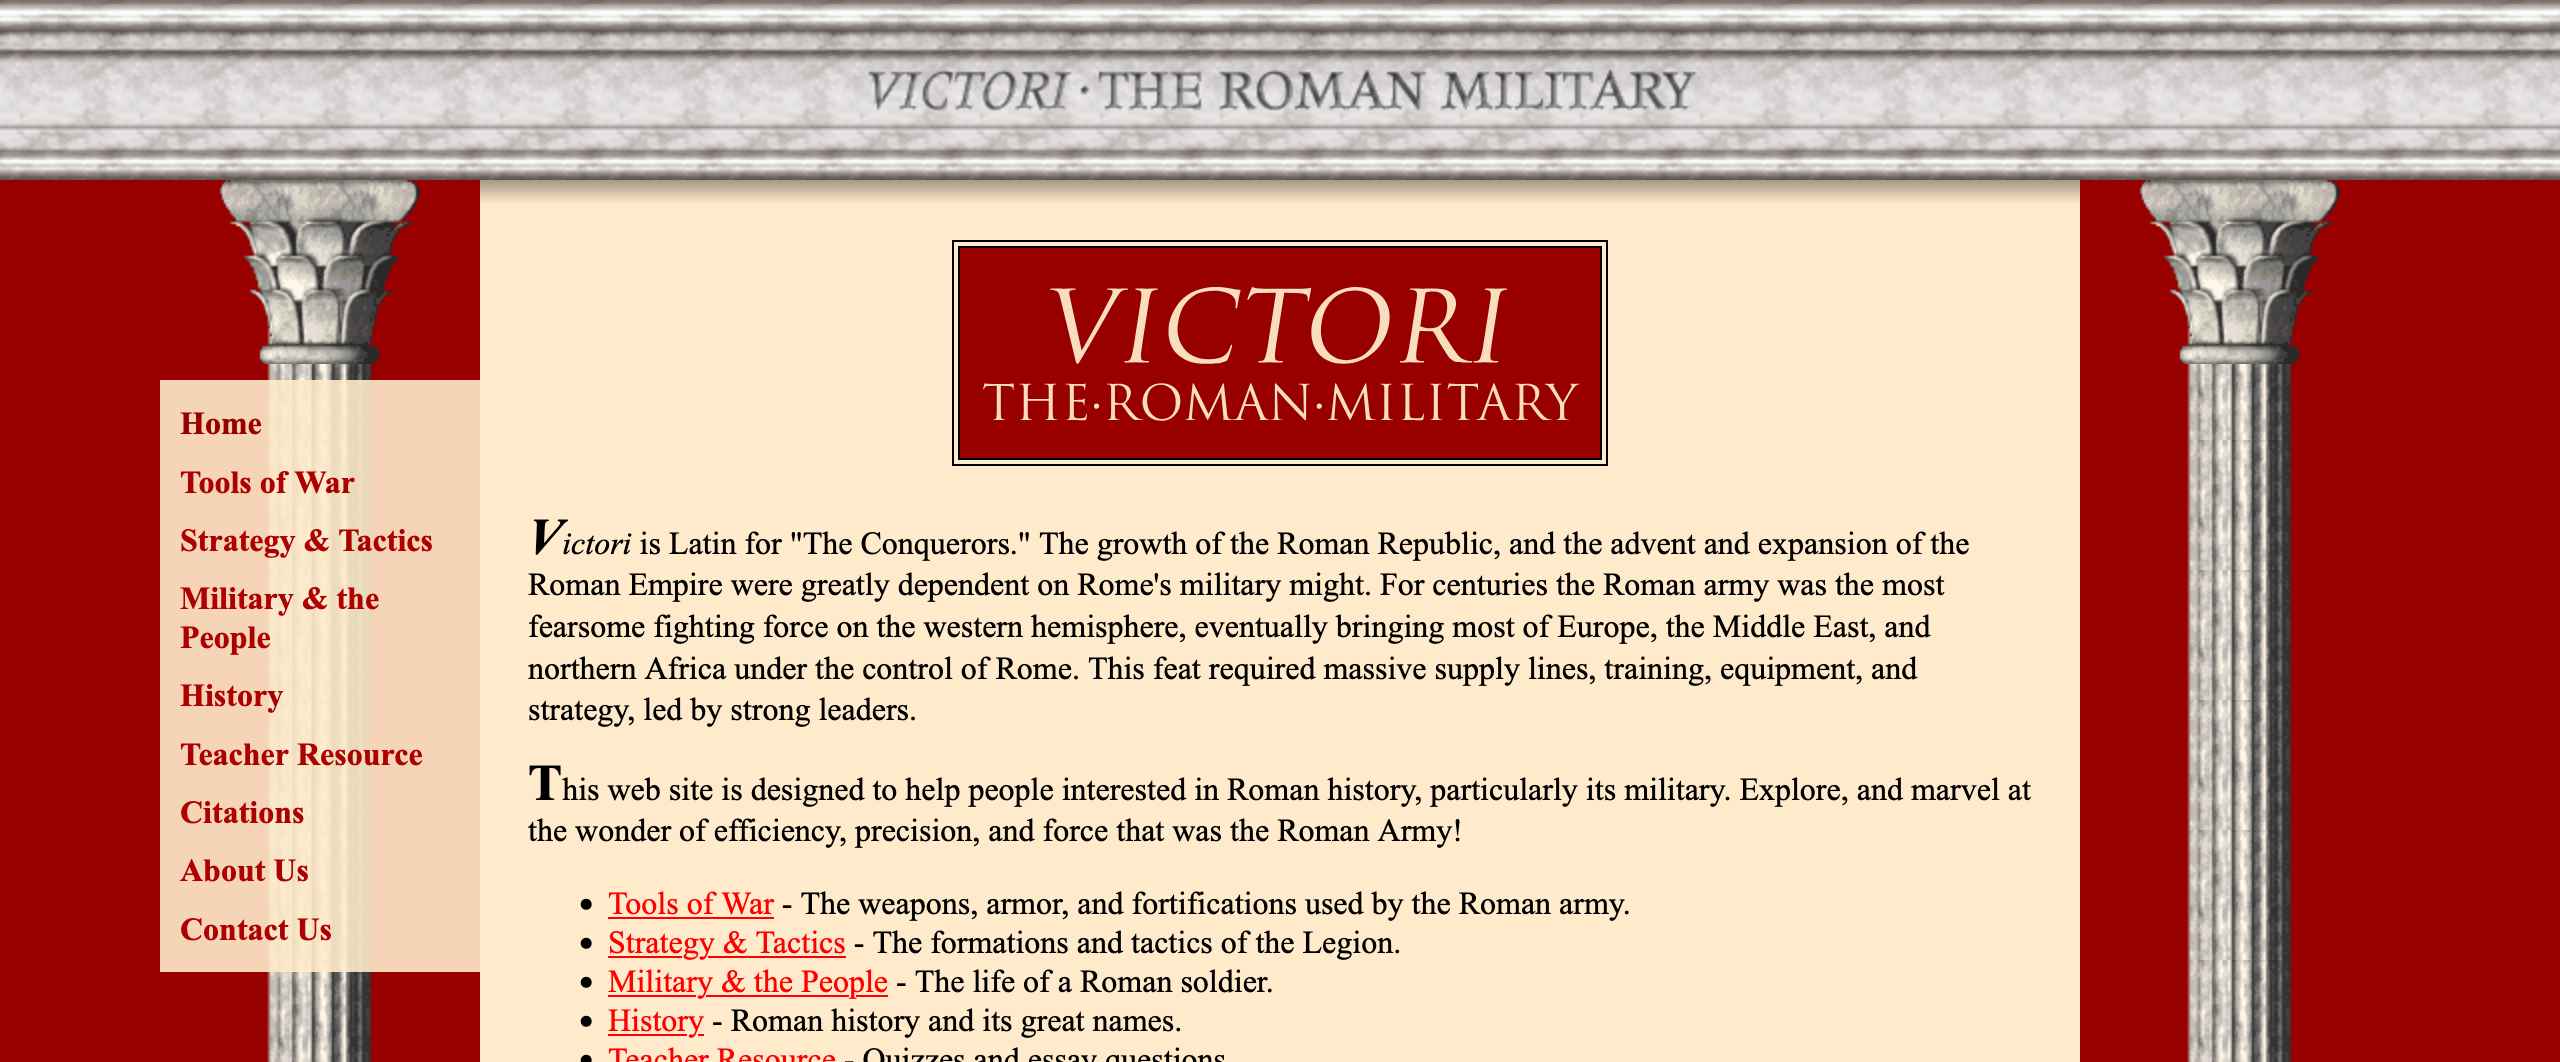 VICTORI · THE ROMAN MILITARY
Home
Tools of War
Strategy & Tactics
Military & the
People
History
Teacher Resource
Citations
About Us
Contact Us
VICTORI
THE·ROMAN·MILITARY
Victori is Latin for "The Conquerors." The growth of the Roman Republic, and the advent and expansion of the
Roman Empire were greatly dependent on Rome's military might. For centuries the Roman army was the most
fearsome fighting force on the western hemisphere, eventually bringing most of Europe, the Middle East, and
northern Africa under the control of Rome. This feat required massive supply lines, training, equipment, and
strategy, led by strong leaders.
This web site is designed to help people interested in Roman history, particularly its military. Explore, and marvel at
the wonder of efficiency, precision, and force that was the Roman Army!
• Tools of War - The weapons, armor, and fortifications used by the Roman army.
• Strategy & Tactics - The formations and tactics of the Legion.
• Military & the People - The life of a Roman soldier.
• History - Roman history and its great names.
• Teacher Resource - Quizzes and essay questions